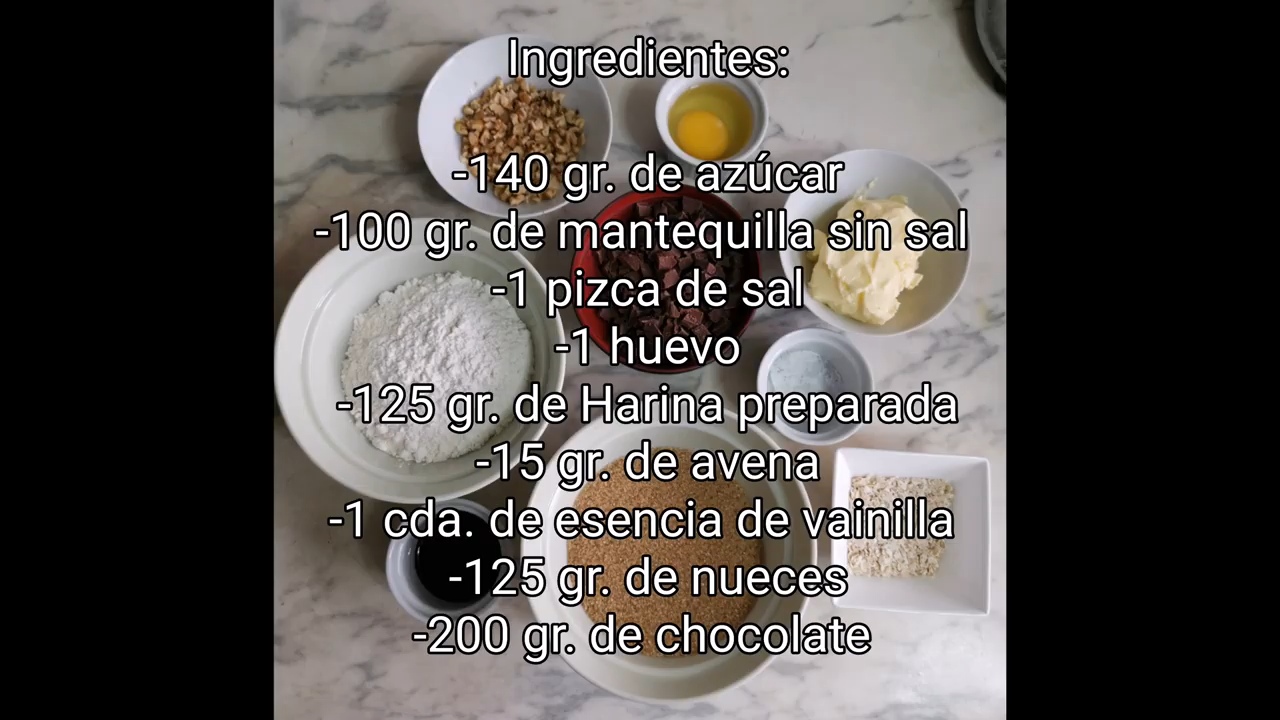 Ingredientes:
-140 gr. de azúcar
-100 gr. de mantequilla sin sal
-1 pizca de sal
-1 huevo
-125 gr. de Harina preparada
-15 gr. de avena
-1 cda. de esencia de vainilla
-125 gr. de nueces
-200 gr. de chocolate